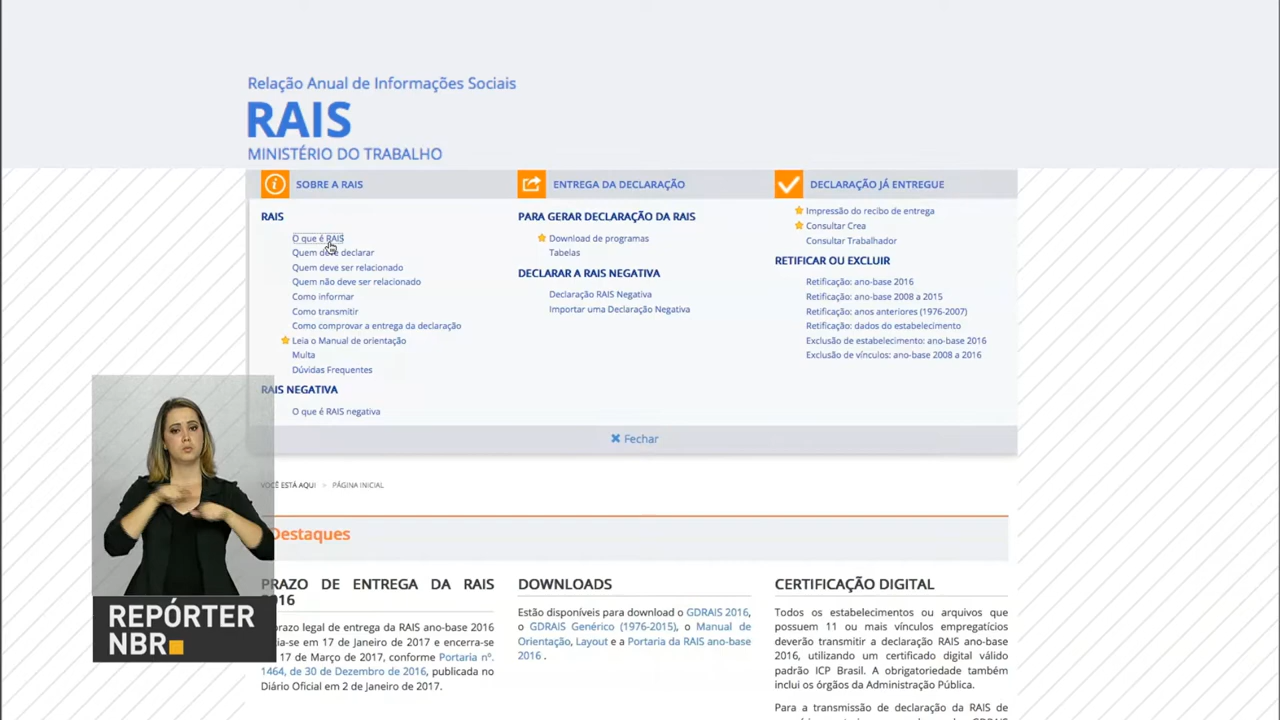 Relação Anual de Informações Sociais
RAIS
MINISTÉRIO DO TRABALHO
SOBRE A RAIS
RAIS
O que é RAIS
Quem deve declarar
Quem deve ser relacionado
Quem não deve ser relacionado
Como informar
Como transmitir
Como comprovar a entrega da declaração
Leia o Manual de orientação
Multa
Dúvidas Frequentes
RAIS NEGATIVA
O que é RAIS negativa
ENTREGA DA DECLARAÇÃO
PARA GERAR DECLARAÇÃO DA RAIS
Download de programas
Tabelas
DECLARAR A RAIS NEGATIVA
Declaração RAIS Negativa
Importar uma Declaração Negativa
DECLARAÇÃO JÁ ENTREGUE
Impressão do recibo de entrega
Consultar Crea
Consultar Trabalhador
RETIFICAR OU EXCLUIR
Retificação: ano-base 2016
Retificação: ano-base 2008 a 2015
Retificação: anos anteriores (1976-2007)
Retificação: dados do estabelecimento
Exclusão de estabelecimento: ano-base 2016
Exclusão de vínculos: ano-base 2008 a 2016
Fechar
VOCÊ ESTÁ AQUI > PÁGINA INICIAL
Destaques
PRAZO DE ENTREGA DA RAIS
2016
prazo legal de entrega da RAIS ano-base 2016
-se em 17 de Janeiro de 2017 e encerra-se
17 de Março de 2017, conforme Portaria nº.
1464, de 30 de Dezembro de 2016, publicada no
Diário Oficial em 2 de Janeiro de 2017.
DOWNLOADS
Estão disponíveis para download o GDRAIS 2016,
o GDRAIS Genérico (1976-2015), o Manual de
Orientação, Layout e a Portaria da RAIS ano-base
2016 .
CERTIFICAÇÃO DIGITAL
Todos os estabelecimentos ou arquivos que
possuem 11 ou mais vínculos empregatícios
deverão transmitir a declaração RAIS ano-base
2016, utilizando um certificado digital válido
padrão ICP Brasil. A obrigatoriedade também
inclui os órgãos da Administração Pública.
Para a transmissão de declaração da RAIS de
REPÓRTER
NBR